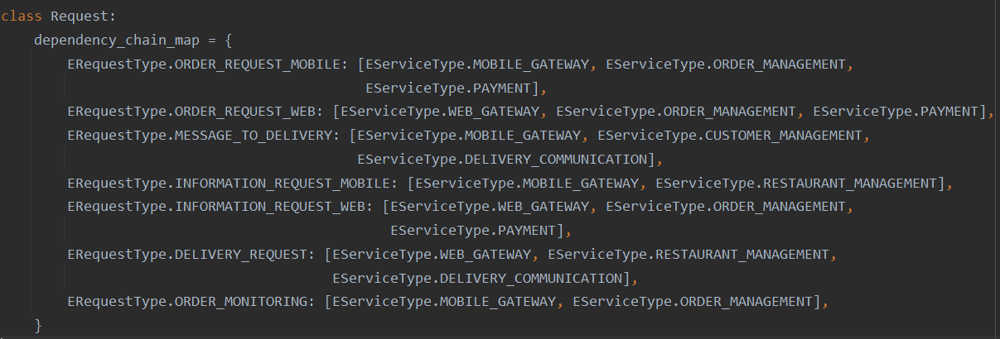 class Request:
    dependency_chain_map = {
        ERequestType.ORDER_REQUEST_MOBILE: [EServiceType.MOBILE_GATEWAY, EServiceType.ORDER_MANAGEMENT,
                                            EServiceType.PAYMENT],
        ERequestType.ORDER_REQUEST_WEB: [EServiceType.WEB_GATEWAY, EServiceType.ORDER_MANAGEMENT, EServiceType.PAYMENT],
        ERequestType.MESSAGE_TO_DELIVERY: [EServiceType.MOBILE_GATEWAY, EServiceType.CUSTOMER_MANAGEMENT,
                                           EServiceType.DELIVERY_COMMUNICATION],
        ERequestType.INFORMATION_REQUEST_MOBILE: [EServiceType.MOBILE_GATEWAY, EServiceType.RESTAURANT_MANAGEMENT],
        ERequestType.INFORMATION_REQUEST_WEB: [EServiceType.WEB_GATEWAY, EServiceType.ORDER_MANAGEMENT,
                                               EServiceType.PAYMENT],
        ERequestType.DELIVERY_REQUEST: [EServiceType.WEB_GATEWAY, EServiceType.RESTAURANT_MANAGEMENT,
                                        EServiceType.DELIVERY_COMMUNICATION],
        ERequestType.ORDER_MONITORING: [EServiceType.MOBILE_GATEWAY, EServiceType.ORDER_MANAGEMENT],
    }